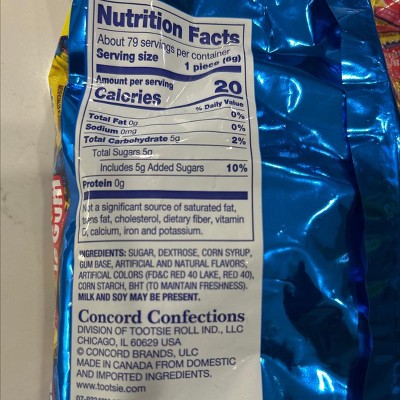 Nutrition Facts
About 79 servings per container
Serving size 1 piece (6g)
Amount per serving
Calories 20
% Daily Value
Total Fat 0g 0%
Sodium 0mg 0%
Total Carbohydrate 5g 2%
Total Sugars 5g
Includes 5g Added Sugars 10%
Protein 0g
Not a significant source of saturated fat,
trans fat, cholesterol, dietary fiber, vitamin
D, calcium, iron and potassium.
INGREDIENTS: SUGAR, DEXTROSE, CORN SYRUP,
GUM BASE, ARTIFICIAL AND NATURAL FLAVORS,
ARTIFICIAL COLORS (FD&C RED 40 LAKE, RED 40),
CORN STARCH, BHT (TO MAINTAIN FRESHNESS).
MILK AND SOY MAY BE PRESENT.
Concord Confections
DIVISION OF TOOTSIE ROLL IND., LLC
CHICAGO, IL 60629 USA
© CONCORD BRANDS, ULC
MADE IN CANADA FROM DOMESTIC
AND IMPORTED INGREDIENTS.
www.tootsie.com
Gum